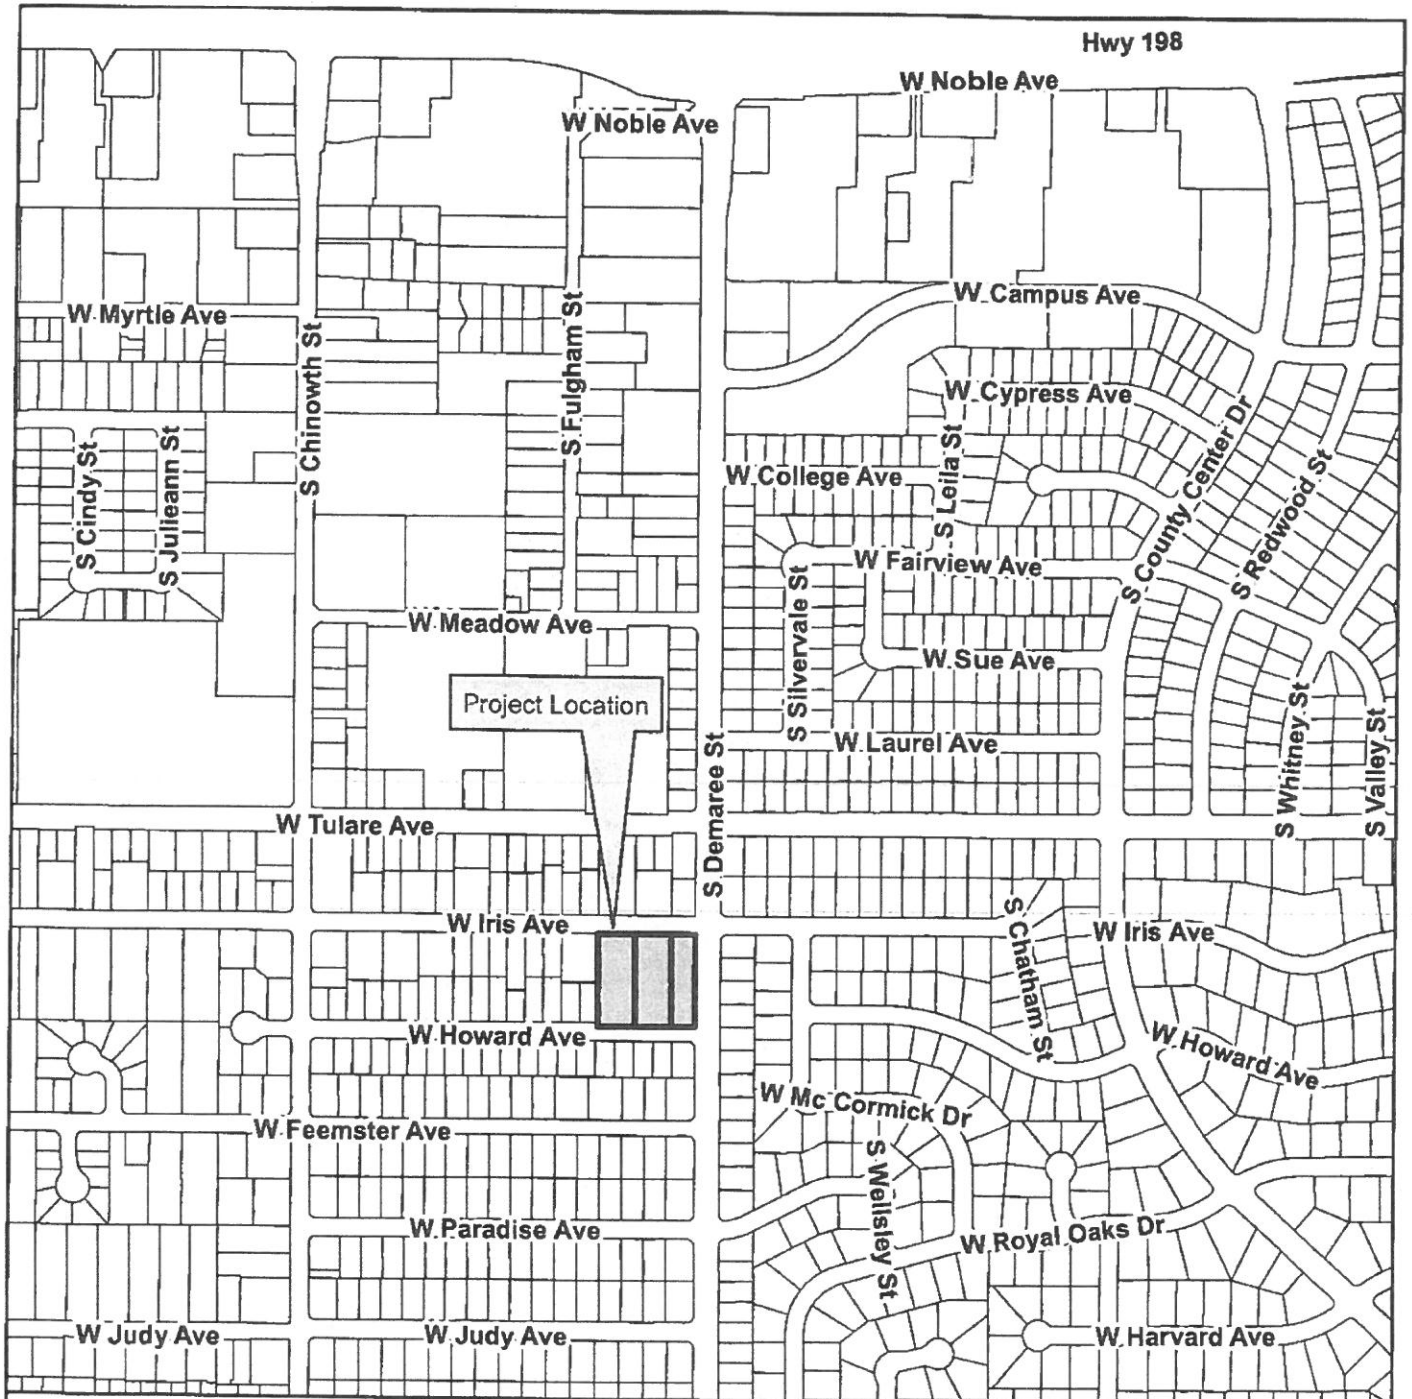 Hwy 198
W Noble Ave
W Noble Ave
W Campus Ave
W Myrtle Ave
S Chinowth St
S Fulgham St
W Cypress Ave
S County Center Dr
S Cindy St
S Julieann St
W College Ave
S Leila St
S Redwood St
W Fairview Ave
S Silvervale St
W Meadow Ave
W Sue Ave
Project Location
S Demaree St
W Laurel Ave
S Whitney St
S Valley St
W Tulare Ave
W Iris Ave
S Chatham St
W Iris Ave
W Howard Ave
W Howard Ave
W Mc Cormick Dr
W Feemster Ave
S Wellsley St
W Paradise Ave
W Royal Oaks Dr
W Judy Ave
W Judy Ave
W Harvard Ave